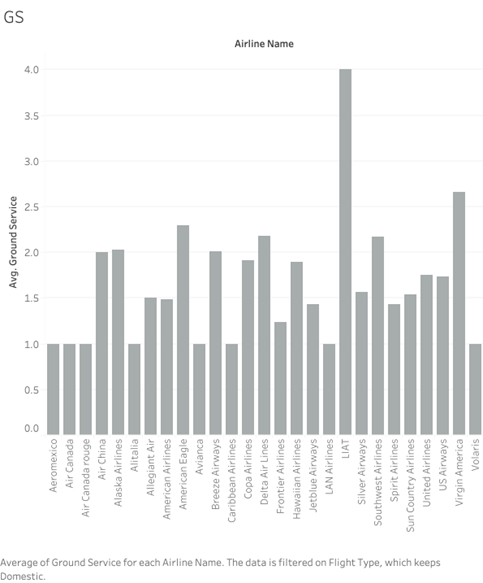 GS
Airline Name
Avg. Ground Service
4.0
3.5
3.0
2.5
2.0
1.5
1.0
0.5
0.0
Aeromexico
Air Canada
Air Canada rouge
Air China
Alaska Airlines
Alitalia
Allegiant Air
American Airlines
American Eagle
Avianca
Breeze Airways
Caribbean Airlines
Copa Airlines
Delta Air Lines
Frontier Airlines
Hawaiian Airlines
Jetblue Airways
LAN Airlines
LIAT
Silver Airways
Southwest Airlines
Spirit Airlines
Sun Country Airlines
United Airlines
US Airways
Virgin America
Volaris
Average of Ground Service for each Airline Name. The data is filtered on Flight Type, which keeps
Domestic.